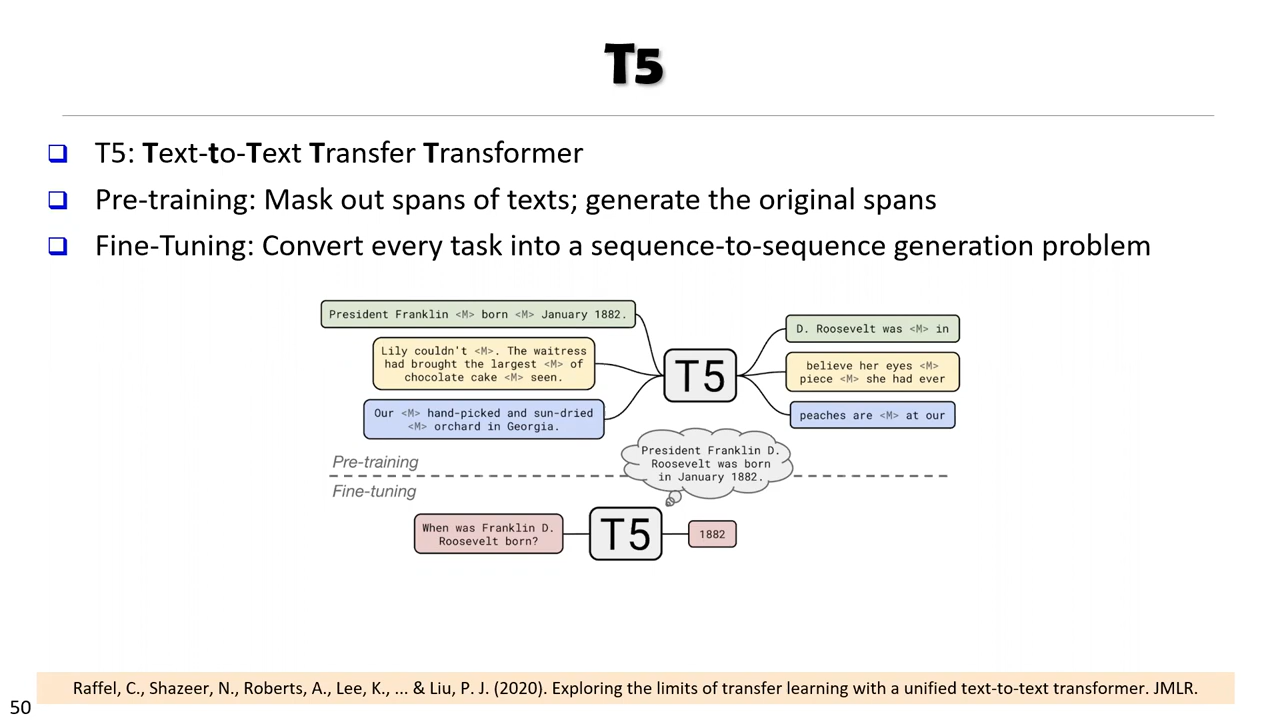 T5
T5: Text-to-Text Transfer Transformer
Pre-training: Mask out spans of texts; generate the original spans
Fine-Tuning: Convert every task into a sequence-to-sequence generation problem
President Franklin <M> born <M> January 1882.
Lily couldn't <M>. The waitress
had brought the largest <M> of
chocolate cake <M> seen.
Our <M> hand-picked and sun-dried
<M> orchard in Georgia.
T5
D. Roosevelt was <M> in
believe her eyes <M>
piece <M> she had ever
peaches are <M> at our
Pre-training
President Franklin D.
Roosevelt was born
in January 1882.
Fine-tuning
When was Franklin D.
Roosevelt born?
T5
1882
Raffel, C., Shazeer, N., Roberts, A., Lee, K., ... & Liu, P. J. (2020). Exploring the limits of transfer learning with a unified text-to-text transformer. JMLR.
50